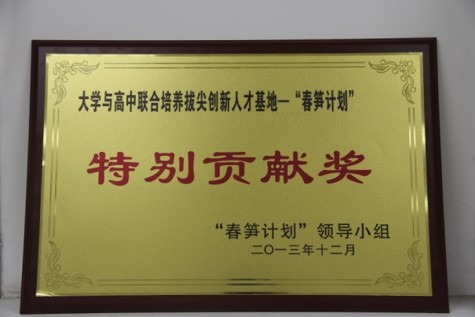 大学与高中联合培养拔尖创新人才基地—“春笋计划”
特别贡献奖
“春笋计划”领导小组
二〇一三年十二月